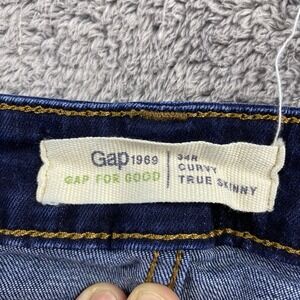 Gap 1969
GAP FOR GOOD
34R
CURVY
TRUE SKINNY